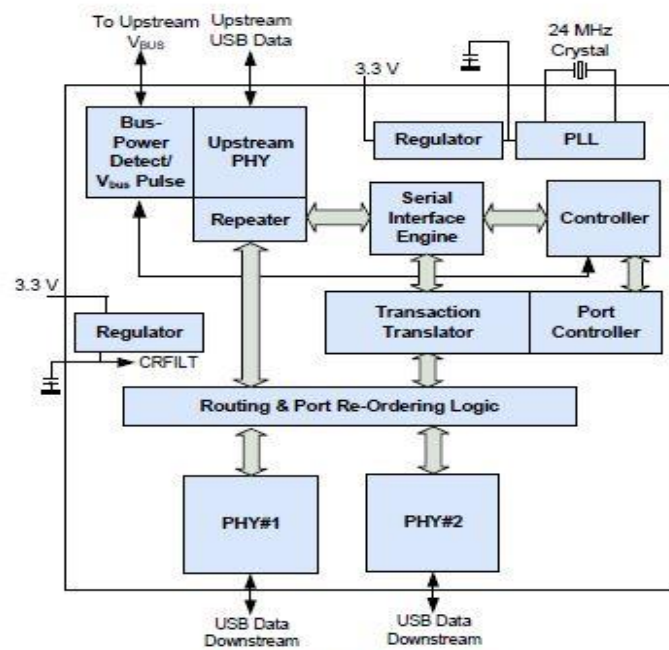 To Upstream
VBUS
Upstream
USB Data
24 MHz
Crystal
3.3 V
Bus-
Power
Detect/
Vbus Pulse
Upstream
PHY
Regulator
PLL
Repeater
Serial
Interface
Engine
Controller
3.3 V
Regulator
CRFILT
Transaction
Translator
Port
Controller
Routing & Port Re-Ordering Logic
PHY#1
PHY#2
USB Data
Downstream
USB Data
Downstream